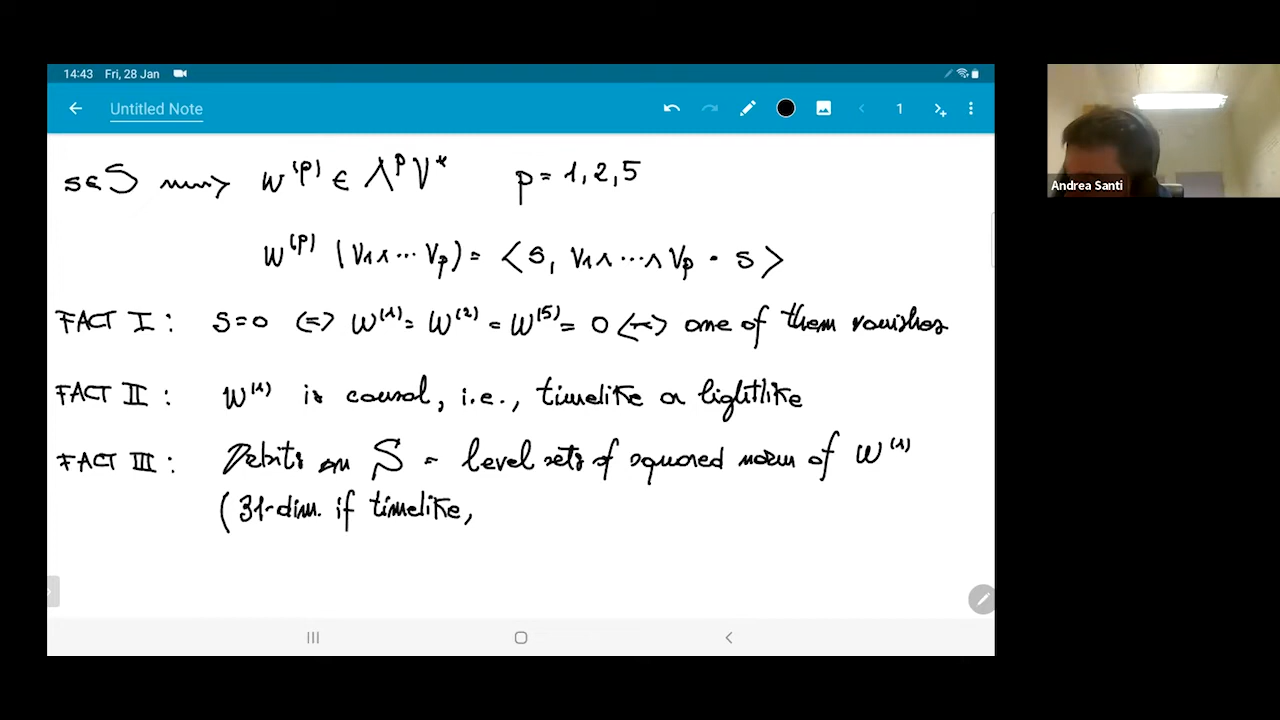 14:43 Fri, 28 Jan
Untitled Note
1
s∈S ⇝ ω^(p) ∈ Λ^p V* p = 1, 2, 5
ω^(p) (v₁∧⋯ v_p) = ⟨s, v₁∧⋯∧ v_p · s⟩
FACT I : s=0 ⟺ ω^(1) = ω^(2) = ω^(5) = 0 ⟺ one of them vanishes
FACT II : ω^(1) is causal, i.e., timelike or lightlike
FACT III : Orbits on S = level sets of squared norm of ω^(1)
(31-dim. if timelike,
Andrea Santi